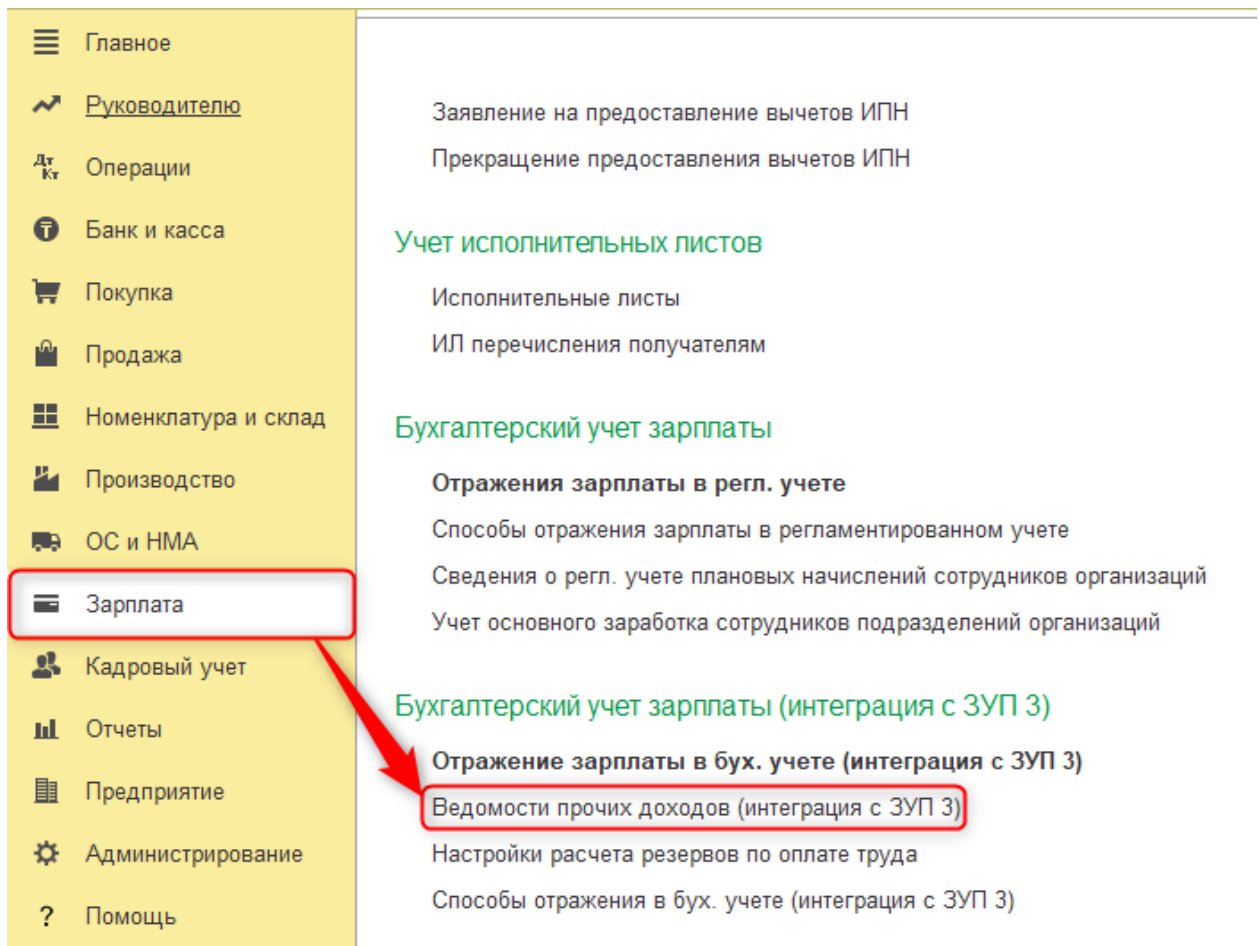 Главное
Руководителю
Дт Кт Операции
Банк и касса
Покупка
Продажа
Номенклатура и склад
Производство
ОС и НМА
Зарплата
Кадровый учет
Отчеты
Предприятие
Администрирование
? Помощь
Заявление на предоставление вычетов ИПН
Прекращение предоставления вычетов ИПН
Учет исполнительных листов
Исполнительные листы
ИЛ перечисления получателям
Бухгалтерский учет зарплаты
Отражения зарплаты в регл. учете
Способы отражения зарплаты в регламентированном учете
Сведения о регл. учете плановых начислений сотрудников организаций
Учет основного заработка сотрудников подразделений организаций
Бухгалтерский учет зарплаты (интеграция с ЗУП 3)
Отражение зарплаты в бух. учете (интеграция с ЗУП 3)
Ведомости прочих доходов (интеграция с ЗУП 3)
Настройки расчета резервов по оплате труда
Способы отражения в бух. учете (интеграция с ЗУП 3)